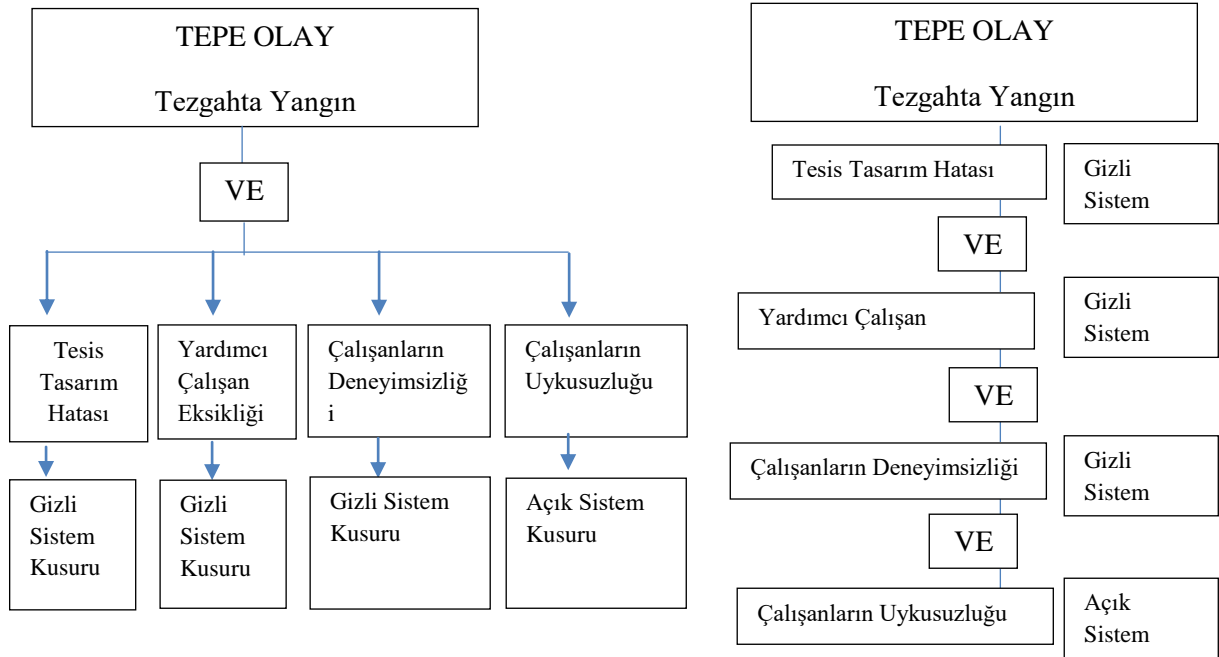 TEPE OLAY
Tezgahta Yangın
VE
Tesis
Tasarım
Hatası
Yardımcı
Çalışan
Eksikliği
Çalışanların
Deneyimsizliğ
i
Çalışanların
Uykusuzluğu
Gizli
Sistem
Kusuru
Gizli
Sistem
Kusuru
Gizli Sistem
Kusuru
Açık Sistem
Kusuru
TEPE OLAY
Tezgahta Yangın
Tesis Tasarım Hatası
Gizli
Sistem
VE
Yardımcı Çalışan
Gizli
Sistem
VE
Çalışanların Deneyimsizliği
Gizli
Sistem
VE
Çalışanların Uykusuzluğu
Açık
Sistem